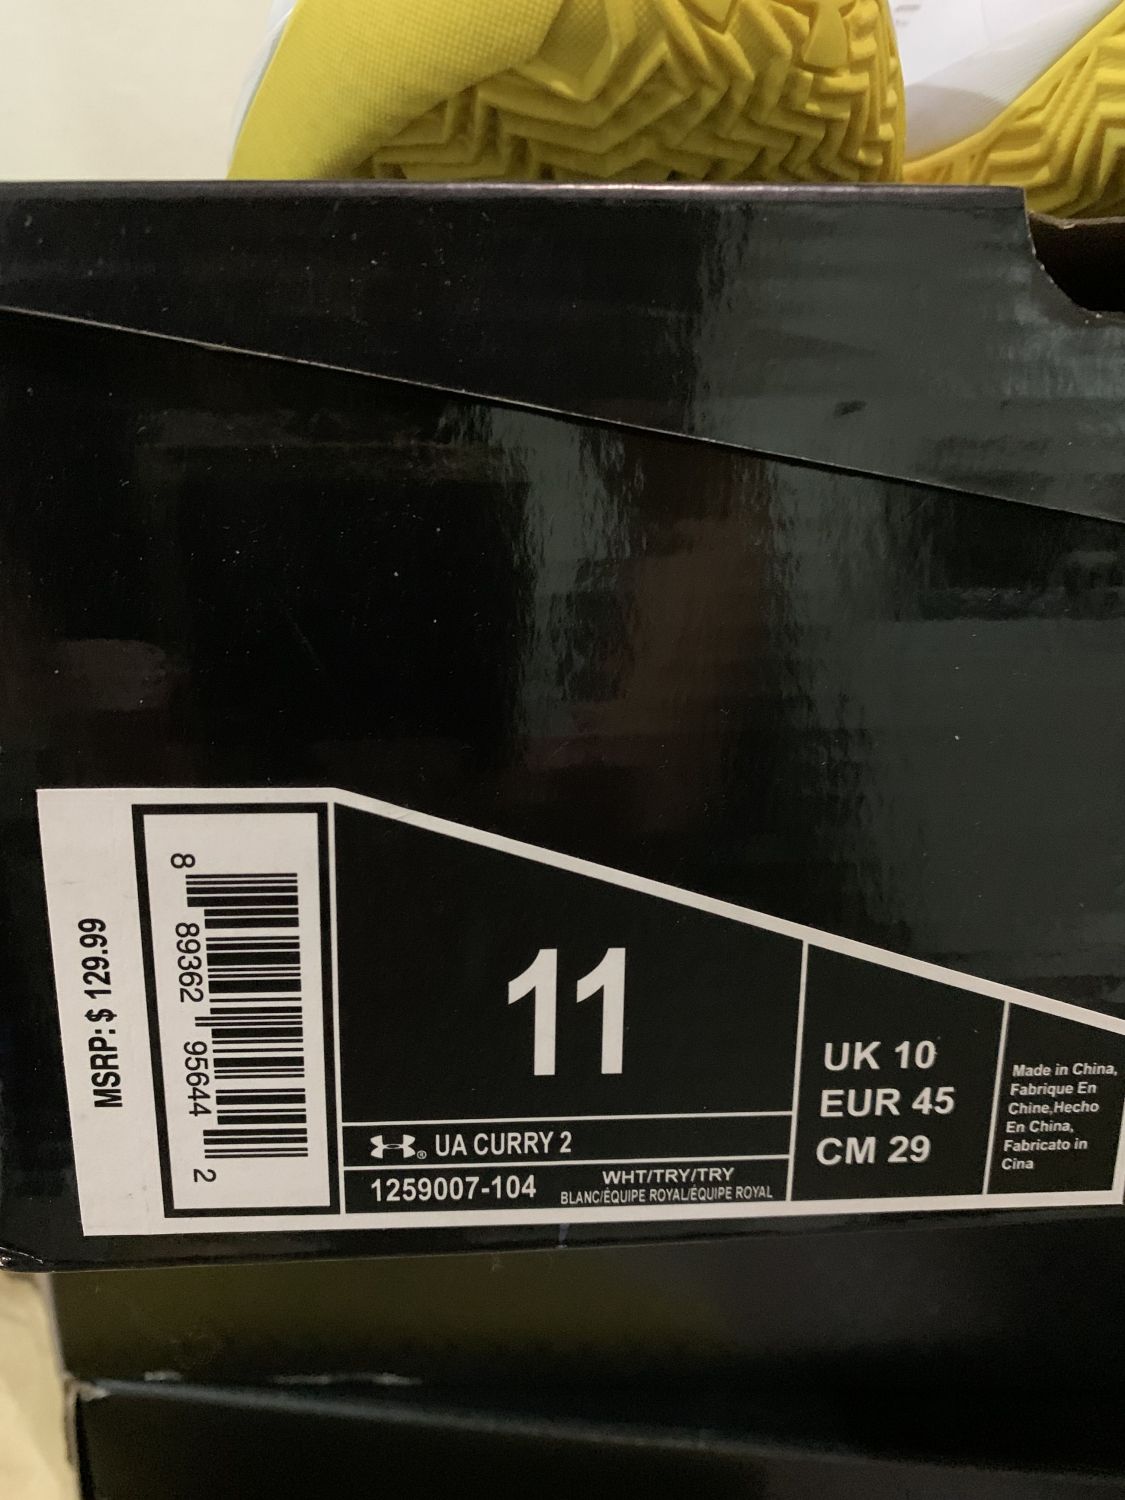 MSRP: $ 129.99
8 89362 95644 2
11
® UA CURRY 2
1259007-104
WHT/TRY/TRY
BLANC/ÉQUIPE ROYAL/ÉQUIPE ROYAL
UK 10
EUR 45
CM 29
Made in China,
Fabrique En
Chine,Hecho
En China,
Fabricato in
Cina